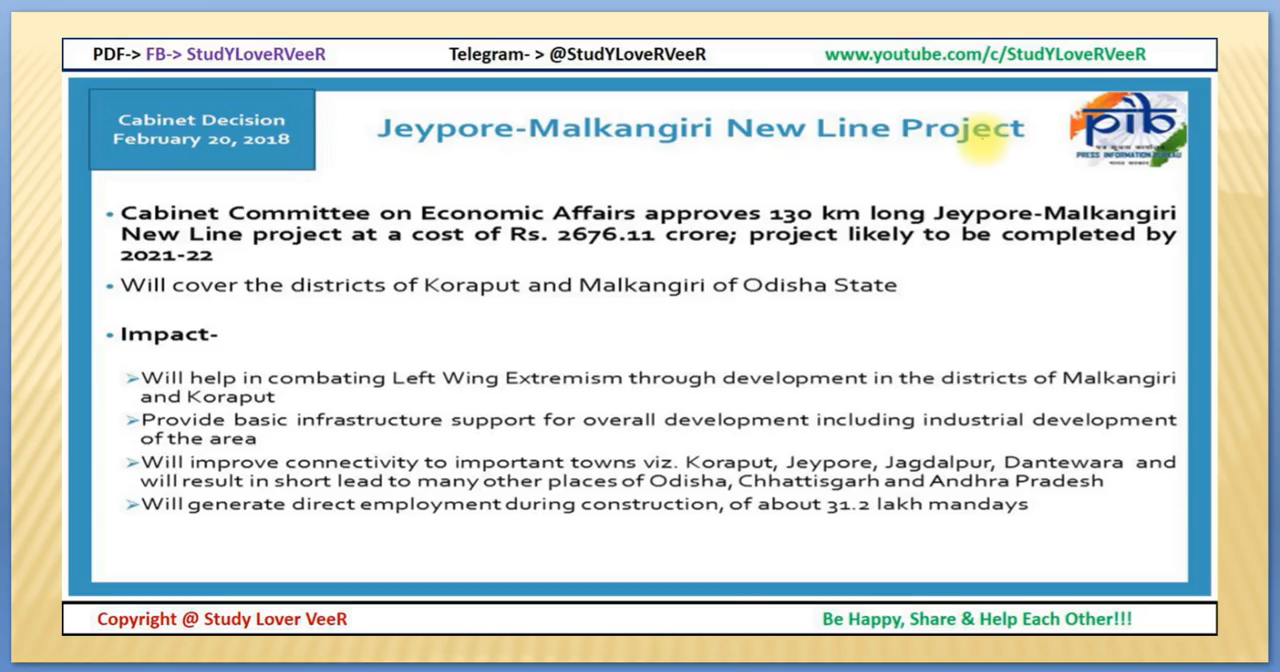 PDF-> FB-> StudYLoveRVeeR
Telegram- > @StudYLoveRVeeR
www.youtube.com/c/StudYLoveRVeeR
Cabinet Decision
February 20, 2018
Jeypore-Malkangiri New Line Project
pib
पत्र सूचना कार्यालय
PRESS INFORMATION BUREAU
भारत सरकार
• Cabinet Committee on Economic Affairs approves 130 km long Jeypore-Malkangiri
New Line project at a cost of Rs. 2676.11 crore; project likely to be completed by
2021-22
• Will cover the districts of Koraput and Malkangiri of Odisha State
• Impact-
➢Will help in combating Left Wing Extremism through development in the districts of Malkangiri
and Koraput
➢Provide basic infrastructure support for overall development including industrial development
of the area
➢Will improve connectivity to important towns viz. Koraput, Jeypore, Jagdalpur, Dantewara and
will result in short lead to many other places of Odisha, Chhattisgarh and Andhra Pradesh
➢Will generate direct employment during construction, of about 31.2 lakh mandays
Copyright @ Study Lover VeeR
Be Happy, Share & Help Each Other!!!